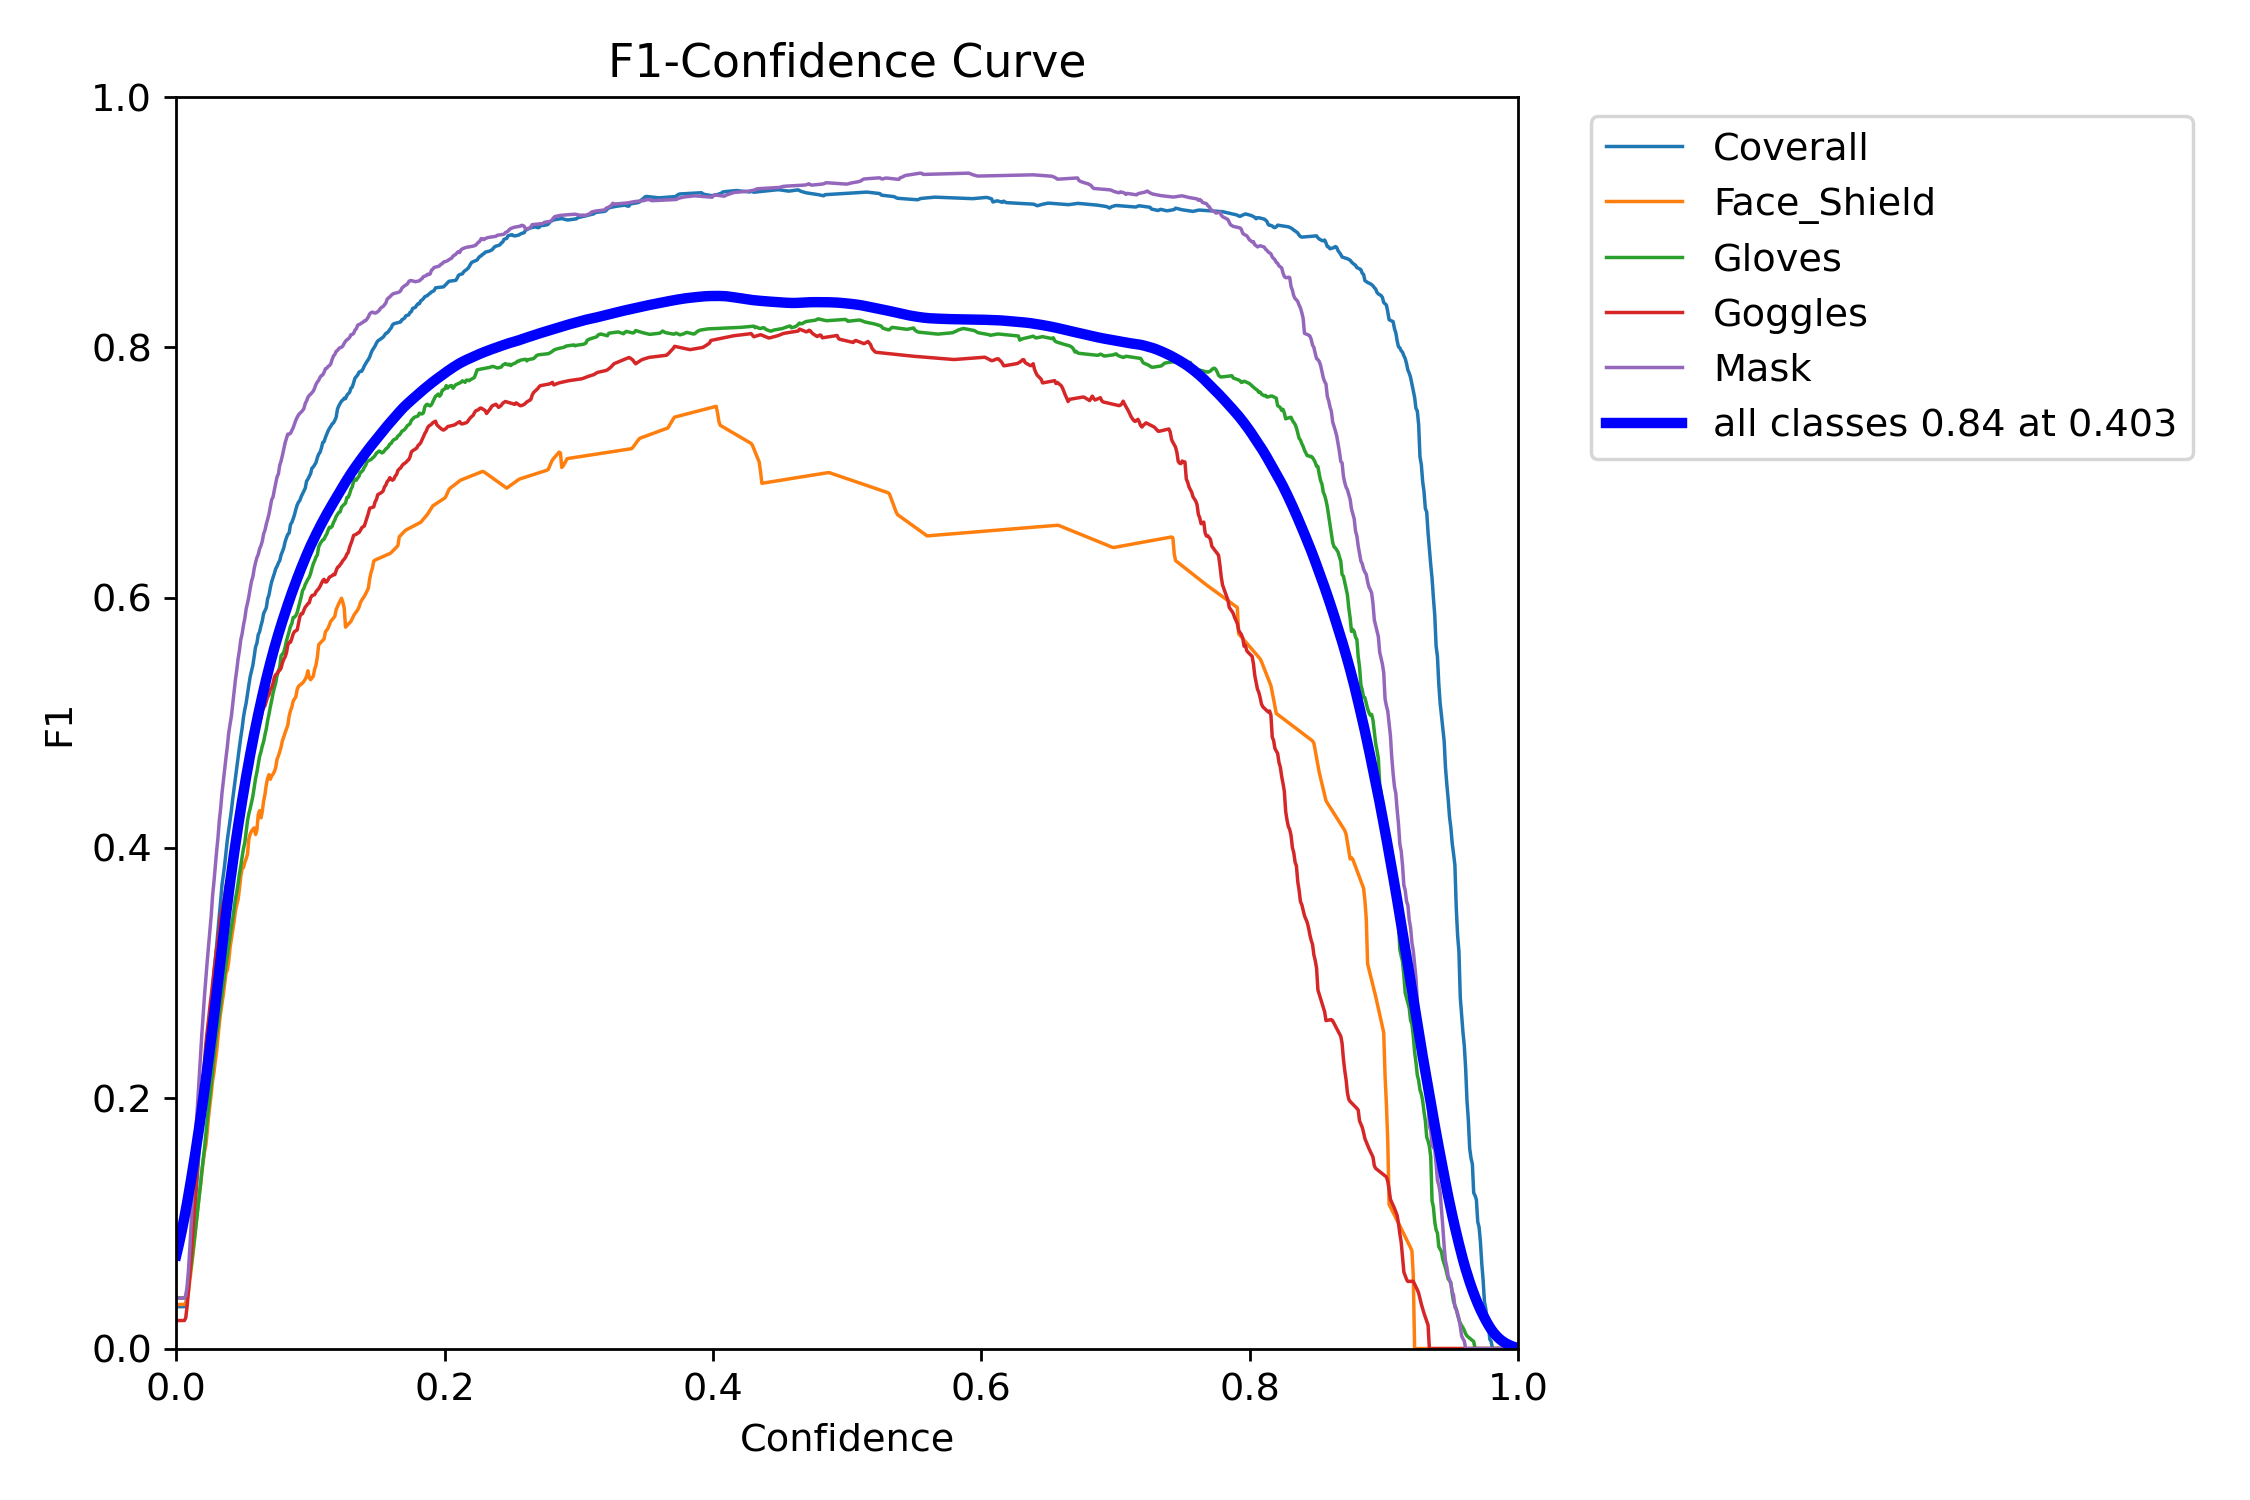 F1-Confidence Curve
1.0
0.8
0.6
0.4
0.2
0.0
F1
0.0 0.2 0.4 0.6 0.8 1.0
Confidence
Coverall
Face_Shield
Gloves
Goggles
Mask
all classes 0.84 at 0.403